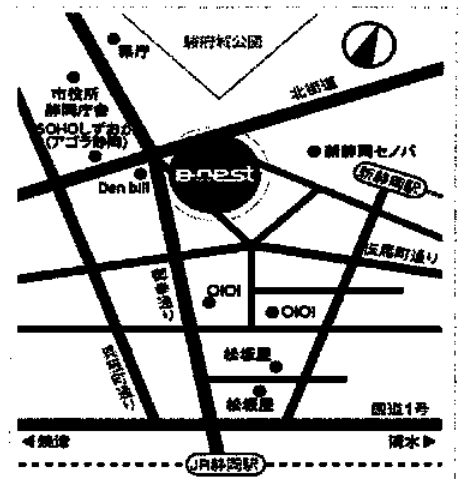 県庁
駿府城公園
市役所
静岡庁舎
SOHOしずおか
(アゴラ静岡)
北街道
B-nest
新静岡セノバ
Den bill
新静岡駅
御幸通り
OIOI
OIOI
松坂屋
松坂屋
国道1号
◀焼津
清水▶
JR静岡駅